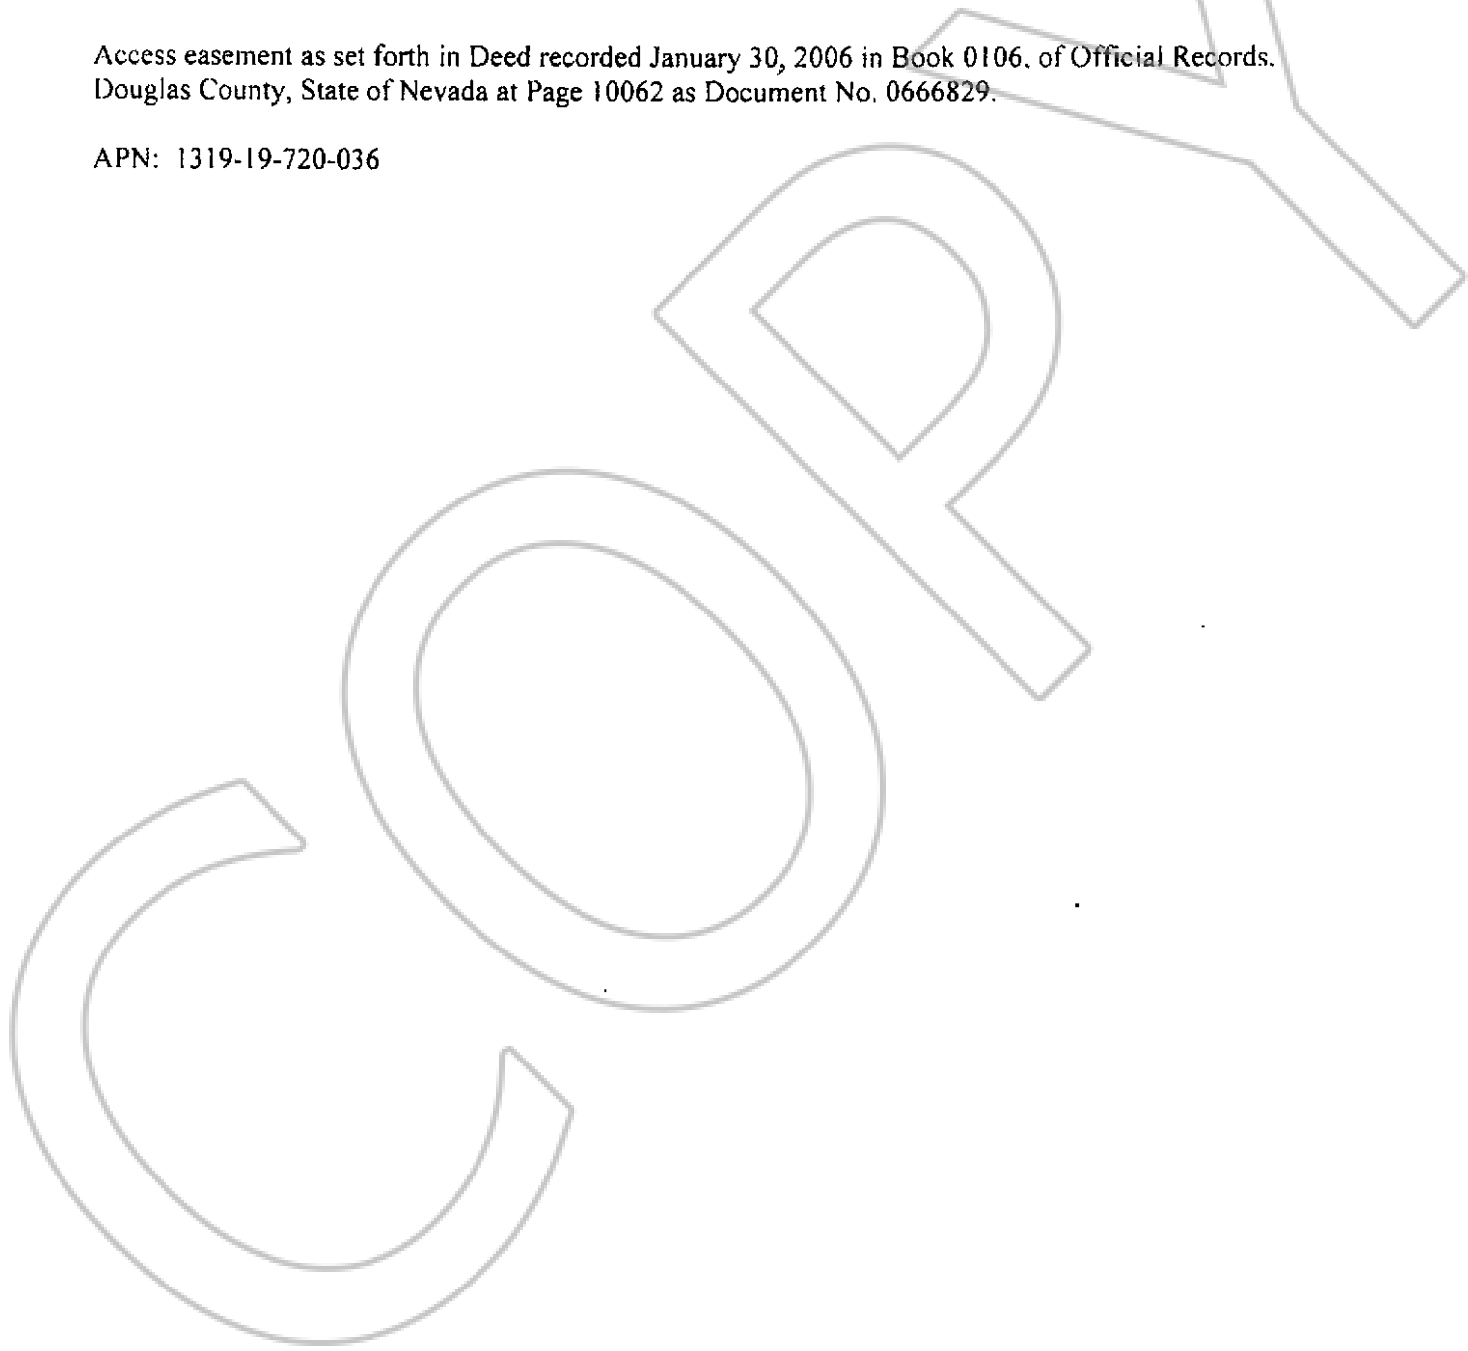 Access easement as set forth in Deed recorded January 30, 2006 in Book 0106, of Official Records.
Douglas County, State of Nevada at Page 10062 as Document No. 0666829.
APN: 1319-19-720-036
COPY